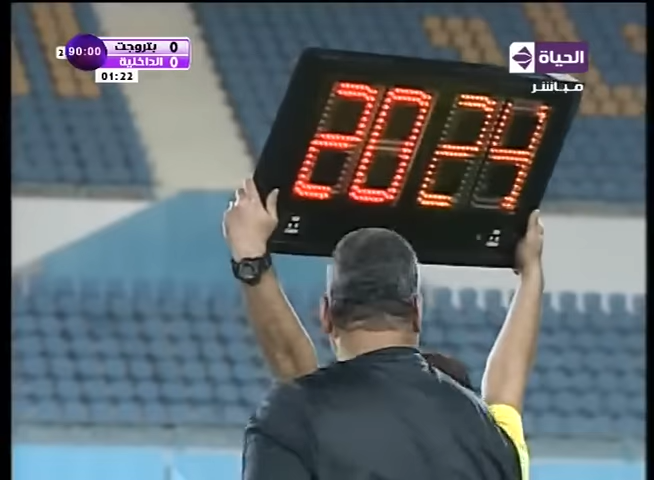 2 90:00 بتروجت 0
الداخلية 0
01:22
الحياة
مباشر
20 24